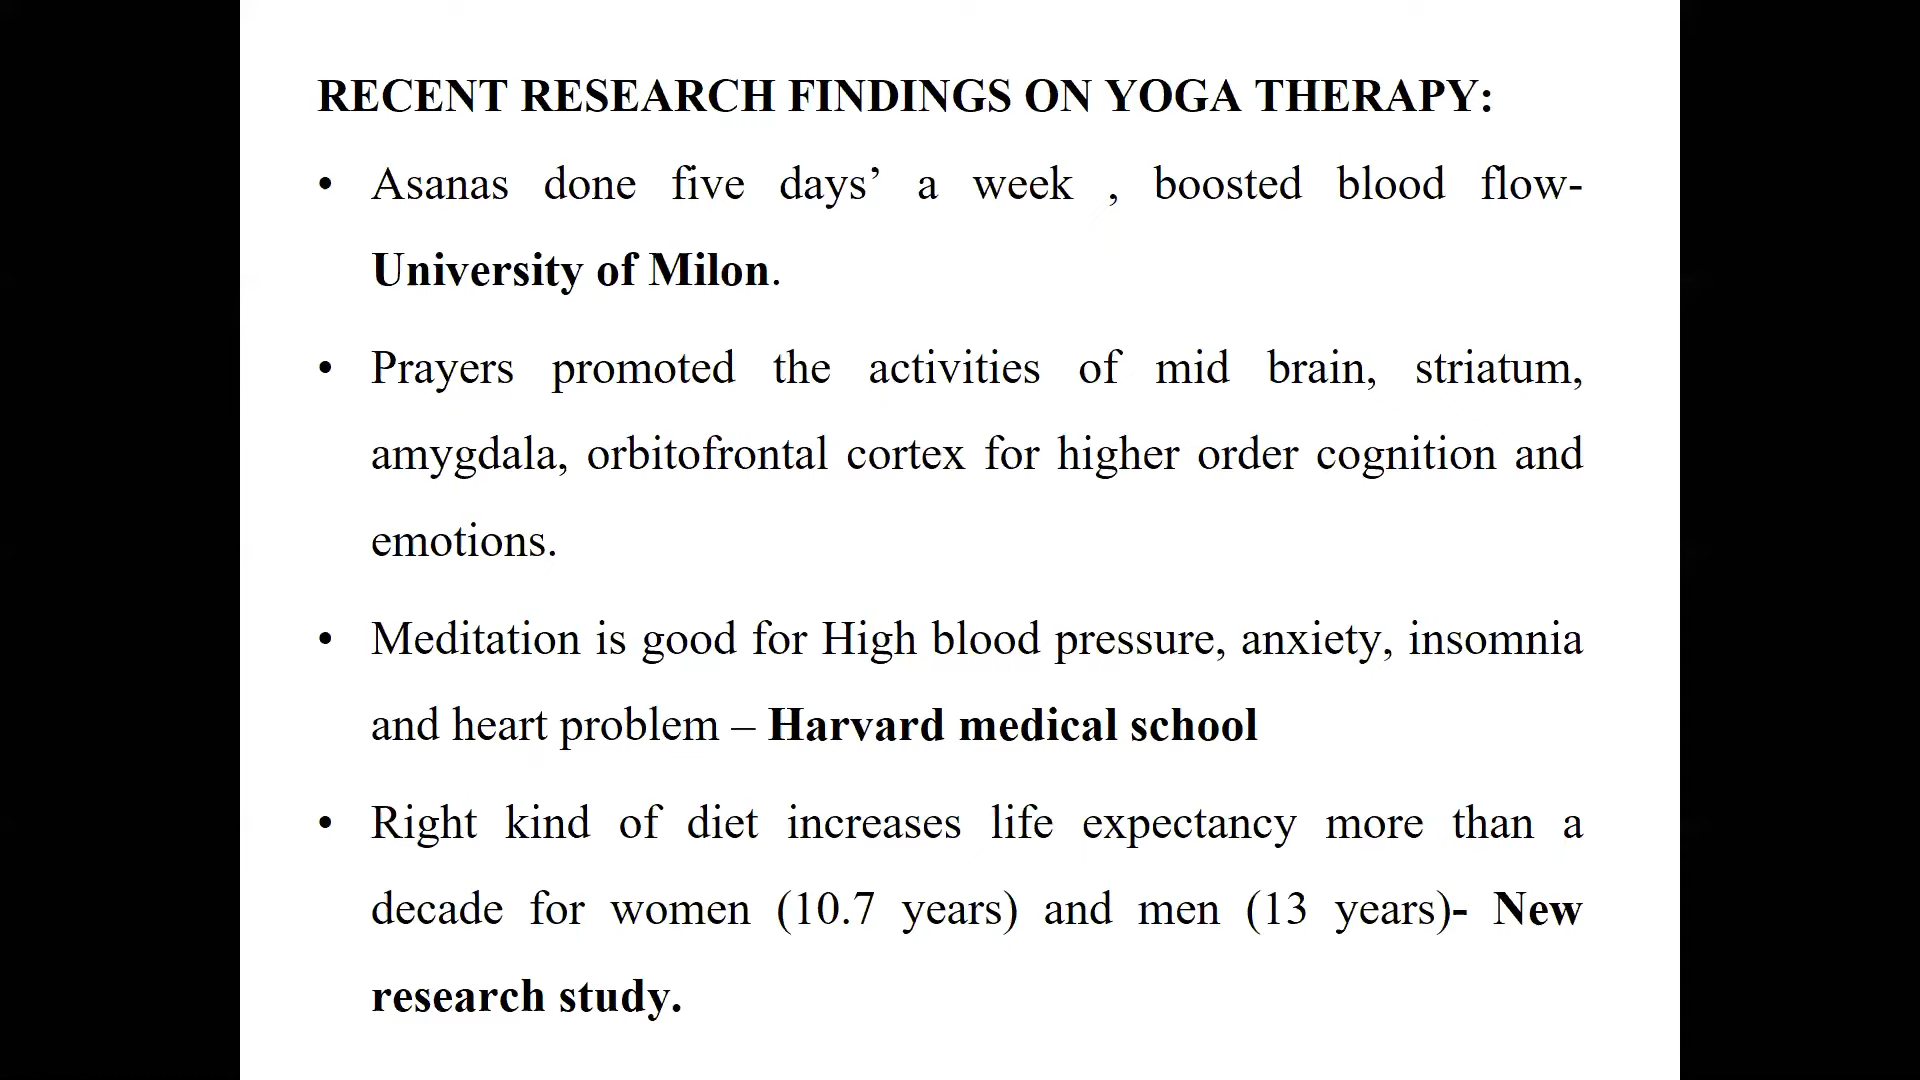 RECENT RESEARCH FINDINGS ON YOGA THERAPY:
• Asanas done five days’ a week , boosted blood flow-
University of Milon.
• Prayers promoted the activities of mid brain, striatum,
amygdala, orbitofrontal cortex for higher order cognition and
emotions.
• Meditation is good for High blood pressure, anxiety, insomnia
and heart problem – Harvard medical school
• Right kind of diet increases life expectancy more than a
decade for women (10.7 years) and men (13 years)- New
research study.